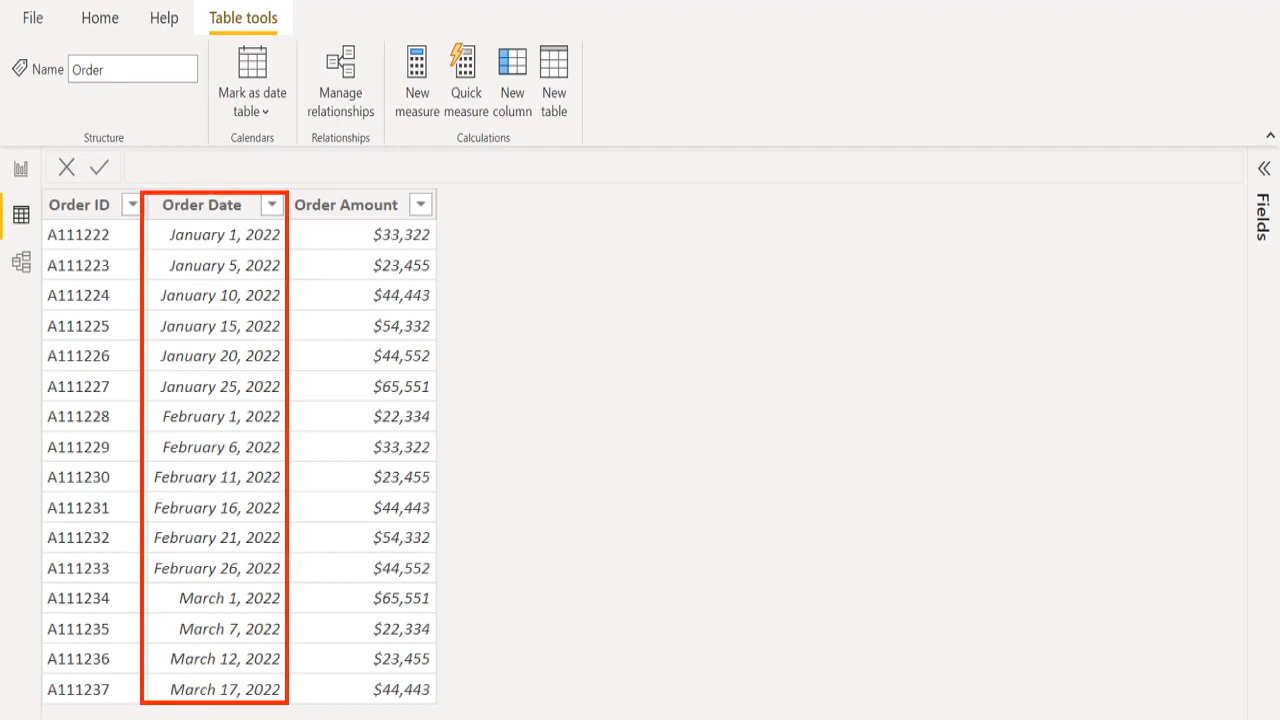 File Home Help Table tools
Name Order
Mark as date table
Manage relationships
New measure
Quick measure
New column
New table
Structure Calendars Relationships Calculations
Fields
Order ID Order Date Order Amount
A111222 January 1, 2022 $33,322
A111223 January 5, 2022 $23,455
A111224 January 10, 2022 $44,443
A111225 January 15, 2022 $54,332
A111226 January 20, 2022 $44,552
A111227 January 25, 2022 $65,551
A111228 February 1, 2022 $22,334
A111229 February 6, 2022 $33,322
A111230 February 11, 2022 $23,455
A111231 February 16, 2022 $44,443
A111232 February 21, 2022 $54,332
A111233 February 26, 2022 $44,552
A111234 March 1, 2022 $65,551
A111235 March 7, 2022 $22,334
A111236 March 12, 2022 $23,455
A111237 March 17, 2022 $44,443